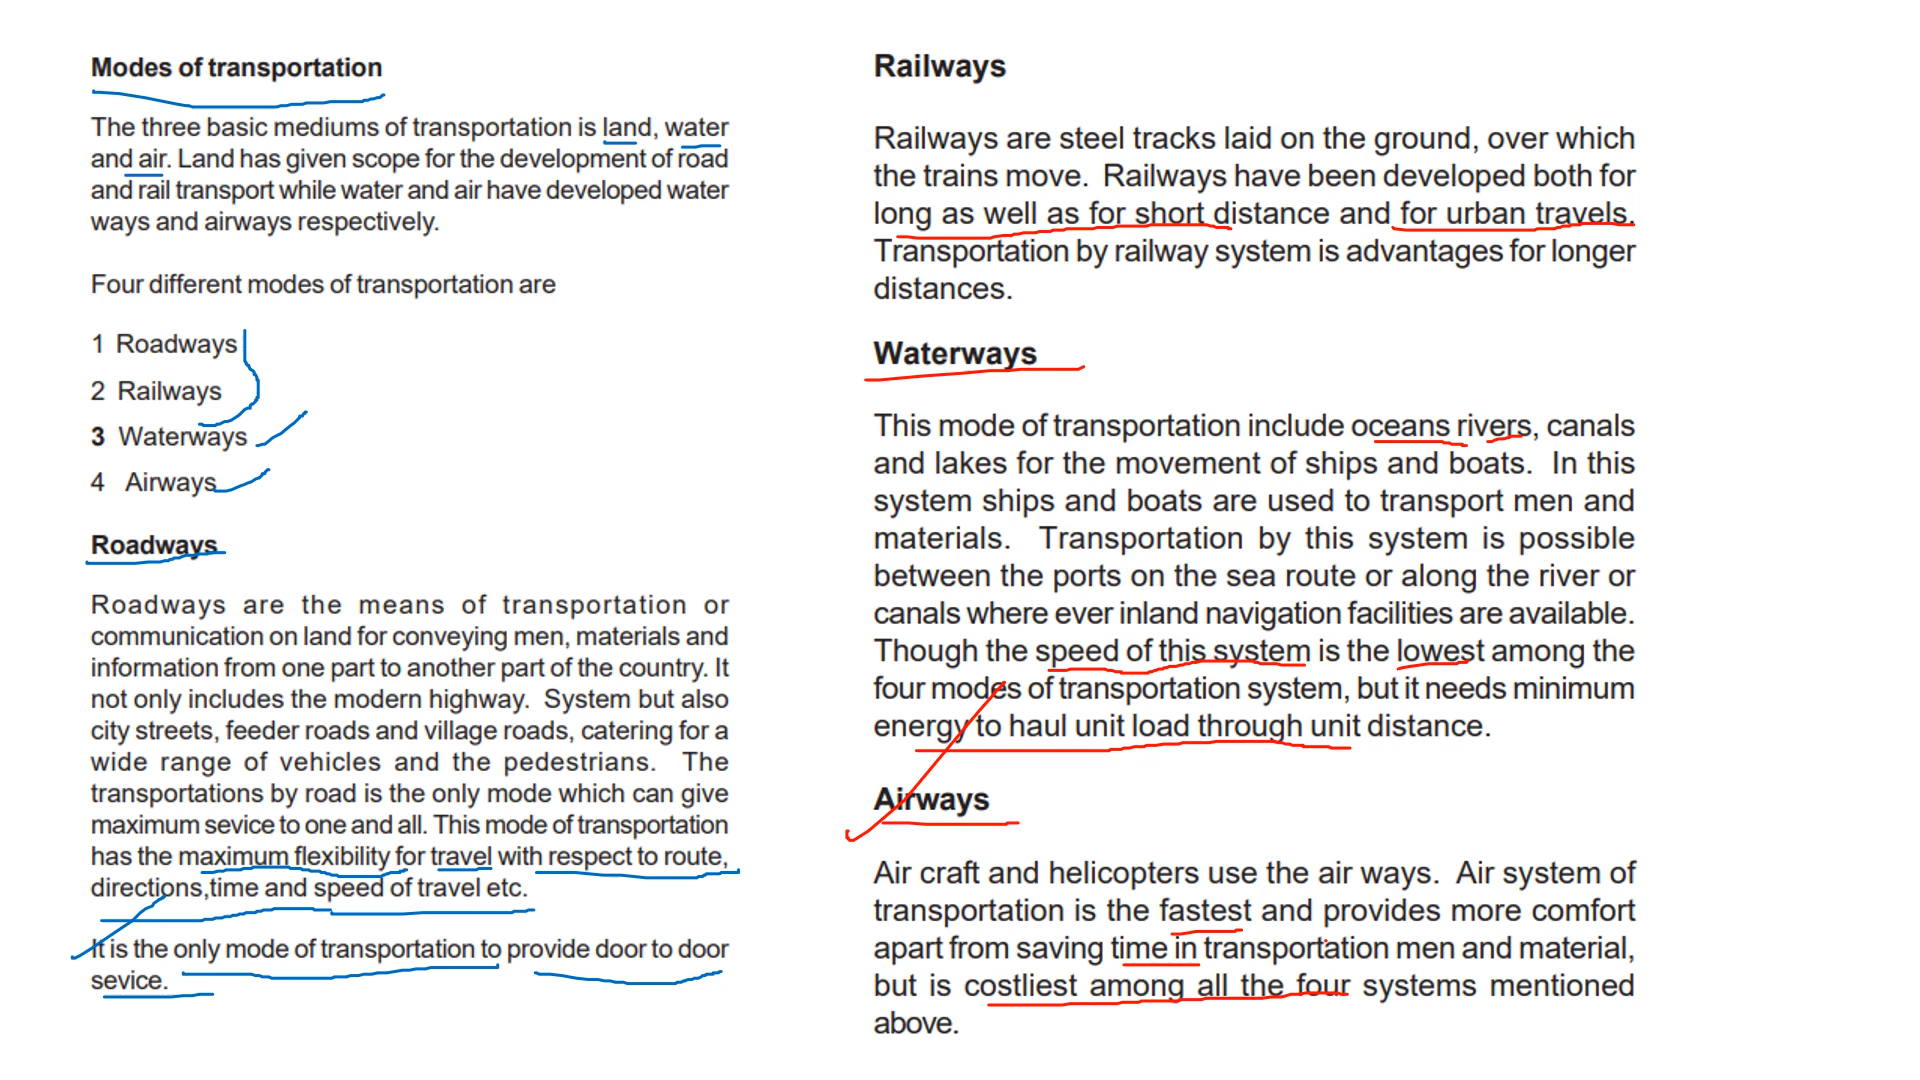 Modes of transportation
The three basic mediums of transportation is land, water
and air. Land has given scope for the development of road
and rail transport while water and air have developed water
ways and airways respectively.
Four different modes of transportation are
1 Roadways
2 Railways
3 Waterways
4 Airways
Roadways
Roadways are the means of transportation or
communication on land for conveying men, materials and
information from one part to another part of the country. It
not only includes the modern highway. System but also
city streets, feeder roads and village roads, catering for a
wide range of vehicles and the pedestrians. The
transportations by road is the only mode which can give
maximum sevice to one and all. This mode of transportation
has the maximum flexibility for travel with respect to route,
directions,time and speed of travel etc.
It is the only mode of transportation to provide door to door
sevice.
Railways
Railways are steel tracks laid on the ground, over which
the trains move. Railways have been developed both for
long as well as for short distance and for urban travels.
Transportation by railway system is advantages for longer
distances.
Waterways
This mode of transportation include oceans rivers, canals
and lakes for the movement of ships and boats. In this
system ships and boats are used to transport men and
materials. Transportation by this system is possible
between the ports on the sea route or along the river or
canals where ever inland navigation facilities are available.
Though the speed of this system is the lowest among the
four modes of transportation system, but it needs minimum
energy to haul unit load through unit distance.
Airways
Air craft and helicopters use the air ways. Air system of
transportation is the fastest and provides more comfort
apart from saving time in transportation men and material,
but is costliest among all the four systems mentioned
above.